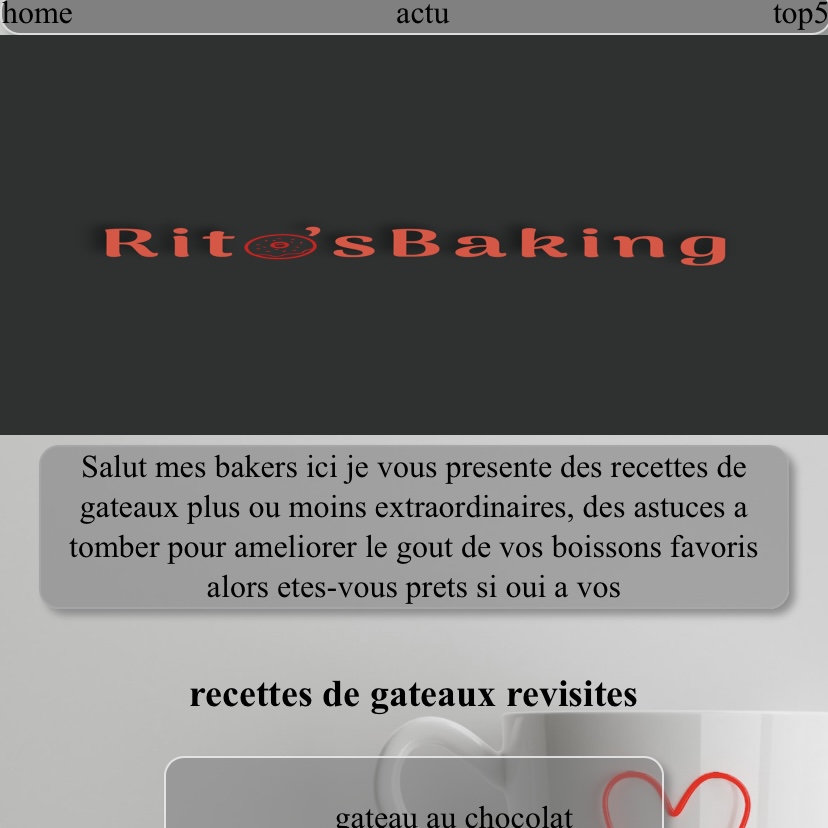 home actu top5
Rito'sBaking
Salut mes bakers ici je vous presente des recettes de
gateaux plus ou moins extraordinaires, des astuces a
tomber pour ameliorer le gout de vos boissons favoris
alors etes-vous prets si oui a vos
recettes de gateaux revisites
gateau au chocolat